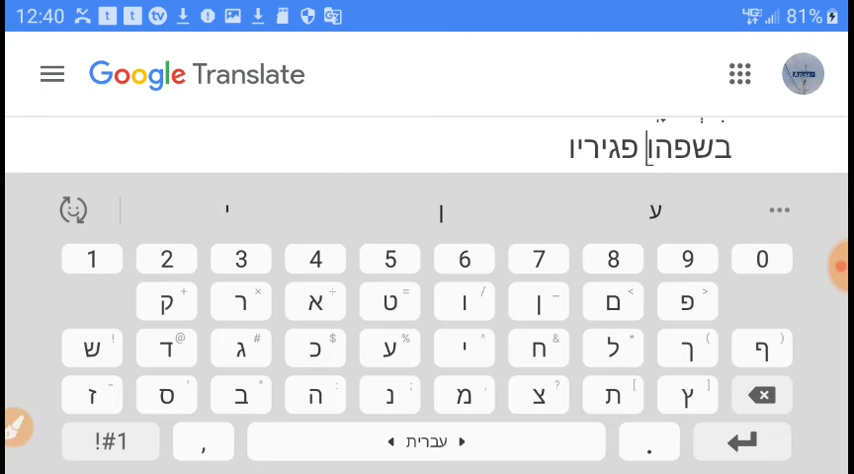 12:40 81%
Google Translate
בשפהו פגיריו
י ן ע
1 2 3 4 5 6 7 8 9 0
ק + ר × א ÷ ט = ו / ן _ ם < פ >
ש ! ד @ ג # כ $ ע % י ^ ח & ל * ך ( ף )
ז - ס ' ב " ה : נ ; מ , צ ? ת [ ץ ]
!#1 , עברית .